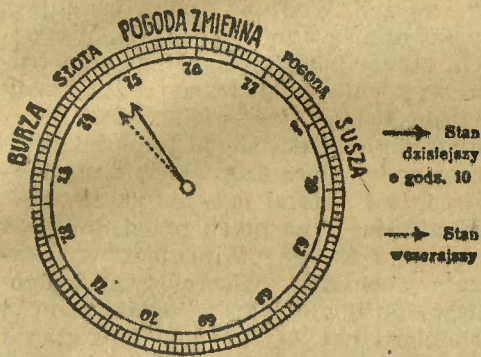 BURZA
SŁOTA
POGODA ZMIENNA
POGODA
SUSZA
73
74
75
76
77
72
71
70
69
Stan
dzisiejszy
o godz. 10
Stan
wczorajszy